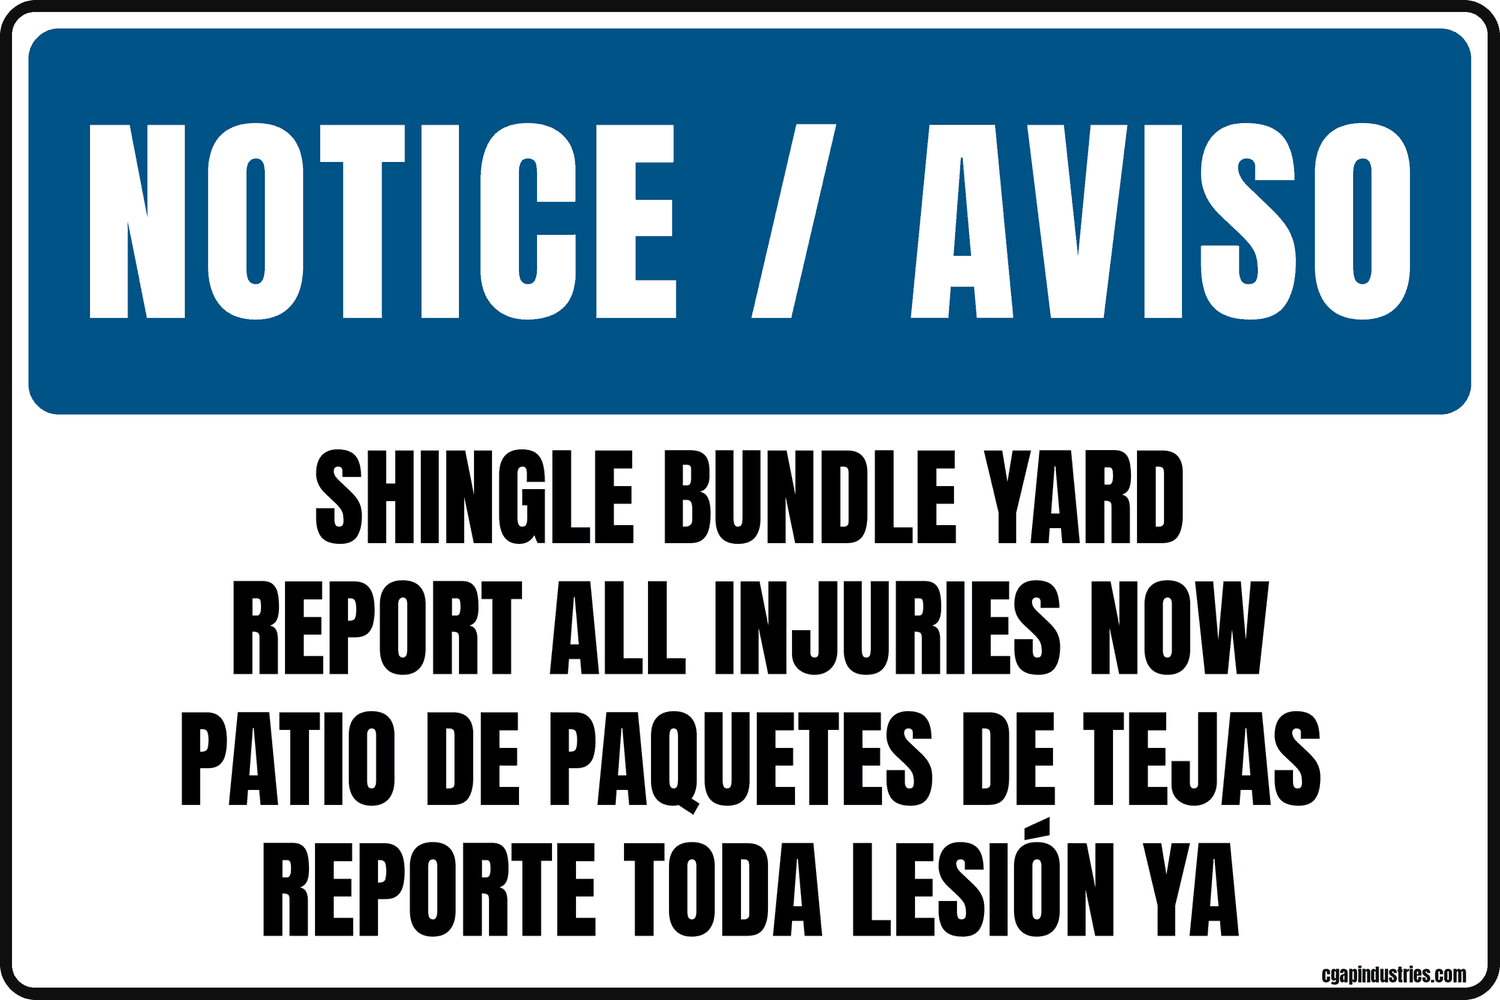 NOTICE / AVISO
SHINGLE BUNDLE YARD
REPORT ALL INJURIES NOW
PATIO DE PAQUETES DE TEJAS
REPORTE TODA LESIÓN YA
cgapindustries.com